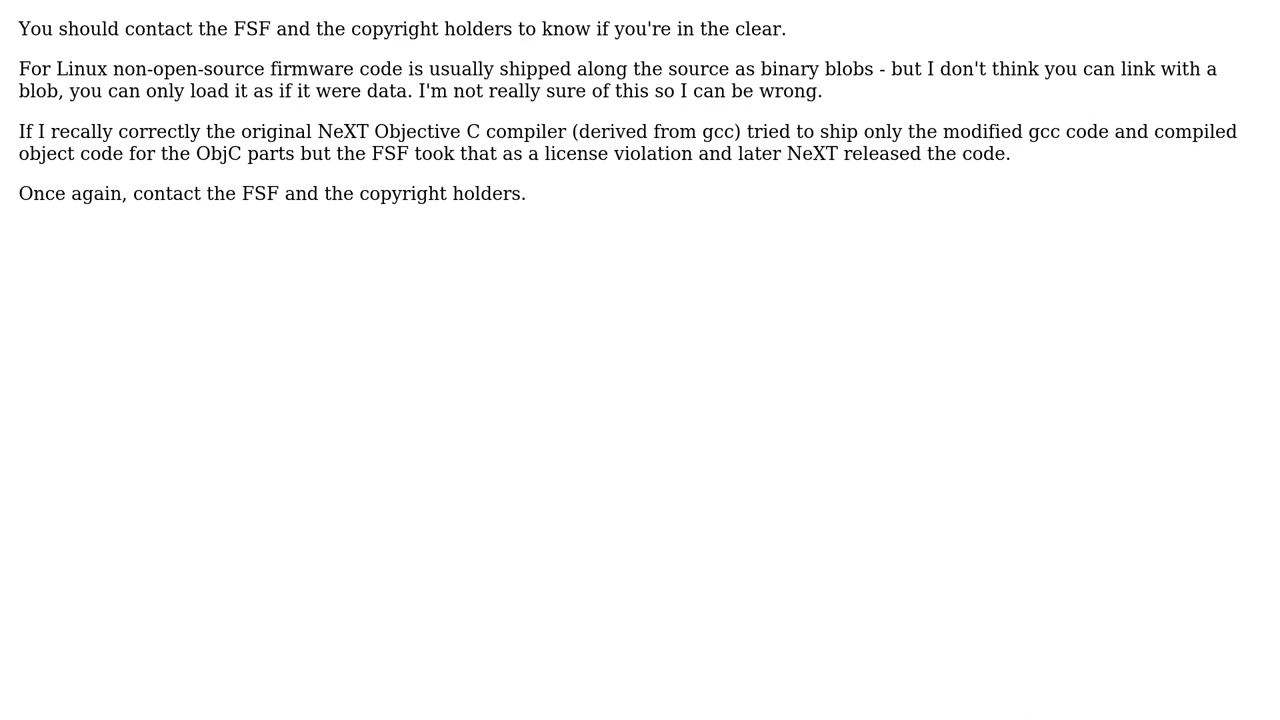 You should contact the FSF and the copyright holders to know if you're in the clear.
For Linux non-open-source firmware code is usually shipped along the source as binary blobs - but I don't think you can link with a
blob, you can only load it as if it were data. I'm not really sure of this so I can be wrong.
If I recally correctly the original NeXT Objective C compiler (derived from gcc) tried to ship only the modified gcc code and compiled
object code for the ObjC parts but the FSF took that as a license violation and later NeXT released the code.
Once again, contact the FSF and the copyright holders.